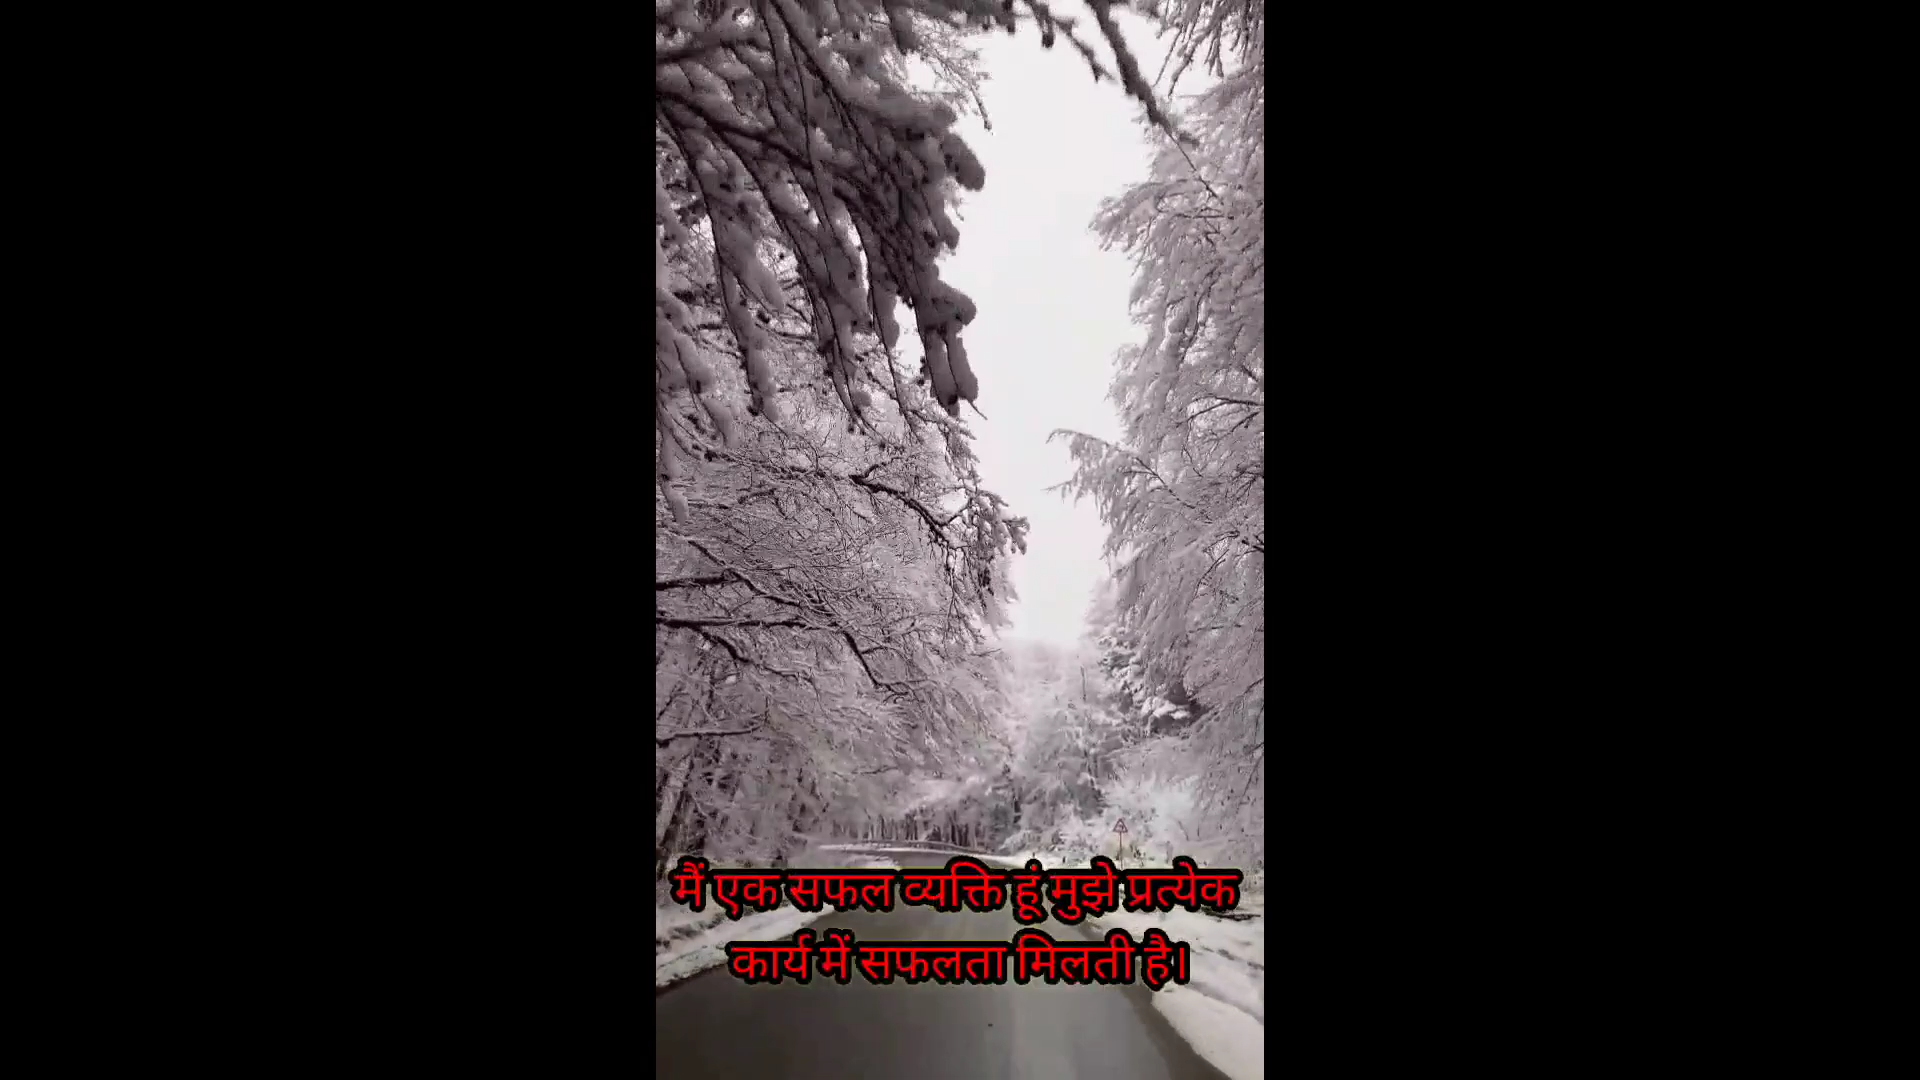 मैं एक सफल व्यक्ति हूं मुझे प्रत्येक
कार्य में सफलता मिलती है।